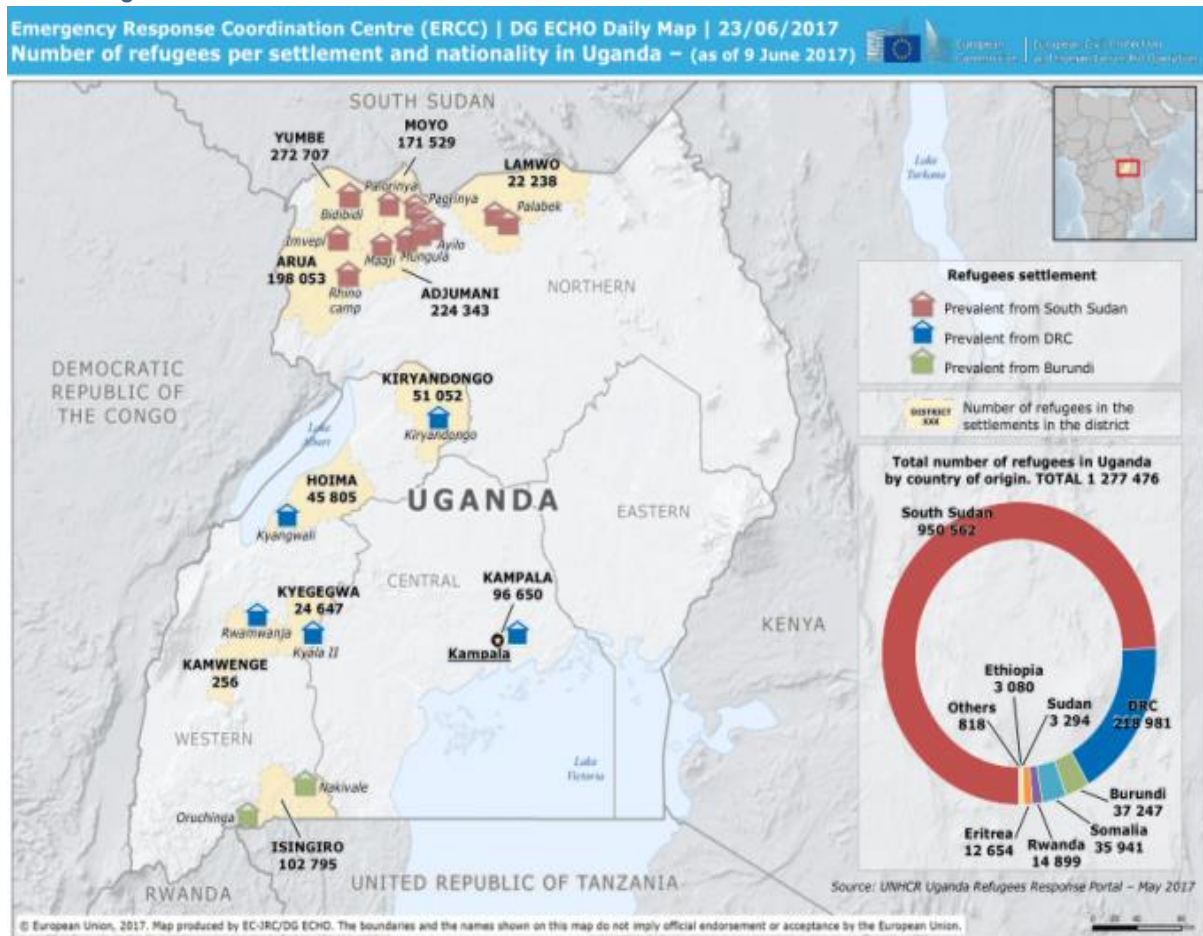 Emergency Response Coordination Centre (ERCC) | DG ECHO Daily Map | 23/06/2017
Number of refugees per settlement and nationality in Uganda – (as of 9 June 2017)
European
Commission
SOUTH SUDAN
MOYO
171 529
YUMBE
272 707
LAMWO
22 238
Palorinya
Pagrinya
Palabek
Bidibidi
Imvepi
Ayilo
Mungula
Maaji
ARUA
198 053
Rhino
camp
ADJUMANI
224 343
NORTHERN
DEMOCRATIC
REPUBLIC OF
THE CONGO
KIRYANDONGO
51 052
Kiryandongo
Lake
Albert
HOIMA
45 805
Kyangwali
UGANDA
EASTERN
CENTRAL
KAMPALA
96 650
Kampala
KYEGEGWA
24 647
Rwamwanja
KAMWENGE
256
WESTERN
KENYA
Lake
Victoria
Nakivale
Oruchinga
ISINGIRO
102 795
RWANDA
UNITED REPUBLIC OF TANZANIA
Lake
Turkana
Refugees settlement
Prevalent from South Sudan
Prevalent from DRC
Prevalent from Burundi
DISTRICT
XXX
Number of refugees in the
settlements in the district
Total number of refugees in Uganda
by country of origin. TOTAL 1 277 476
South Sudan
950 562
Ethiopia
3 080
Others
818
Sudan
3 294
DRC
218 981
Burundi
37 247
Somalia
35 941
Rwanda
14 899
Eritrea
12 654
Source: UNHCR Uganda Refugees Response Portal – May 2017
© European Union, 2017. Map produced by EC-JRC/DG ECHO. The boundaries and the names shown on this map do not imply official endorsement or acceptance by the European Union.